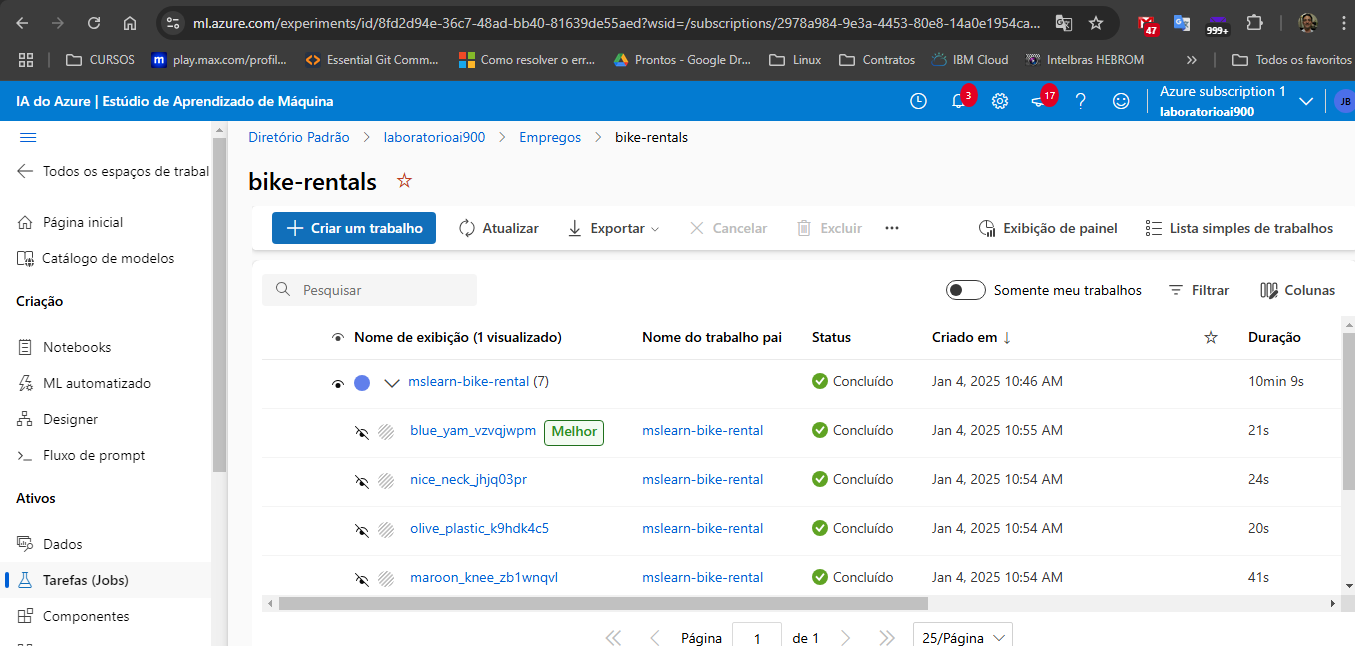 ml.azure.com/experiments/id/8fd2d94e-36c7-48ad-bb40-81639de55aed?wsid=/subscriptions/2978a984-9e3a-4453-80e8-14a0e1954ca...
47
999+
CURSOS
m play.max.com/profil...
Essential Git Comm...
Como resolver o err...
Prontos - Google Dr...
Linux
Contratos
IBM Cloud
Intelbras HEBROM
Todos os favoritos
IA do Azure | Estúdio de Aprendizado de Máquina
3
17
Azure subscription 1
laboratorioai900
JB
Todos os espaços de trabal
Página inicial
Catálogo de modelos
Criação
Notebooks
ML automatizado
Designer
Fluxo de prompt
Ativos
Dados
Tarefas (Jobs)
Componentes
Diretório Padrão > laboratorioai900 > Empregos > bike-rentals
bike-rentals
Criar um trabalho Atualizar Exportar Cancelar Excluir ... Exibição de painel Lista simples de trabalhos
Pesquisar Somente meu trabalhos Filtrar Colunas
Nome de exibição (1 visualizado) Nome do trabalho pai Status Criado em ↓ Duração
mslearn-bike-rental (7) Concluído Jan 4, 2025 10:46 AM 10min 9s
blue_yam_vzvqjwpm Melhor mslearn-bike-rental Concluído Jan 4, 2025 10:55 AM 21s
nice_neck_jhjq03pr mslearn-bike-rental Concluído Jan 4, 2025 10:54 AM 24s
olive_plastic_k9hdk4c5 mslearn-bike-rental Concluído Jan 4, 2025 10:54 AM 20s
maroon_knee_zb1wnqvl mslearn-bike-rental Concluído Jan 4, 2025 10:54 AM 41s
Página 1 de 1 25/Página